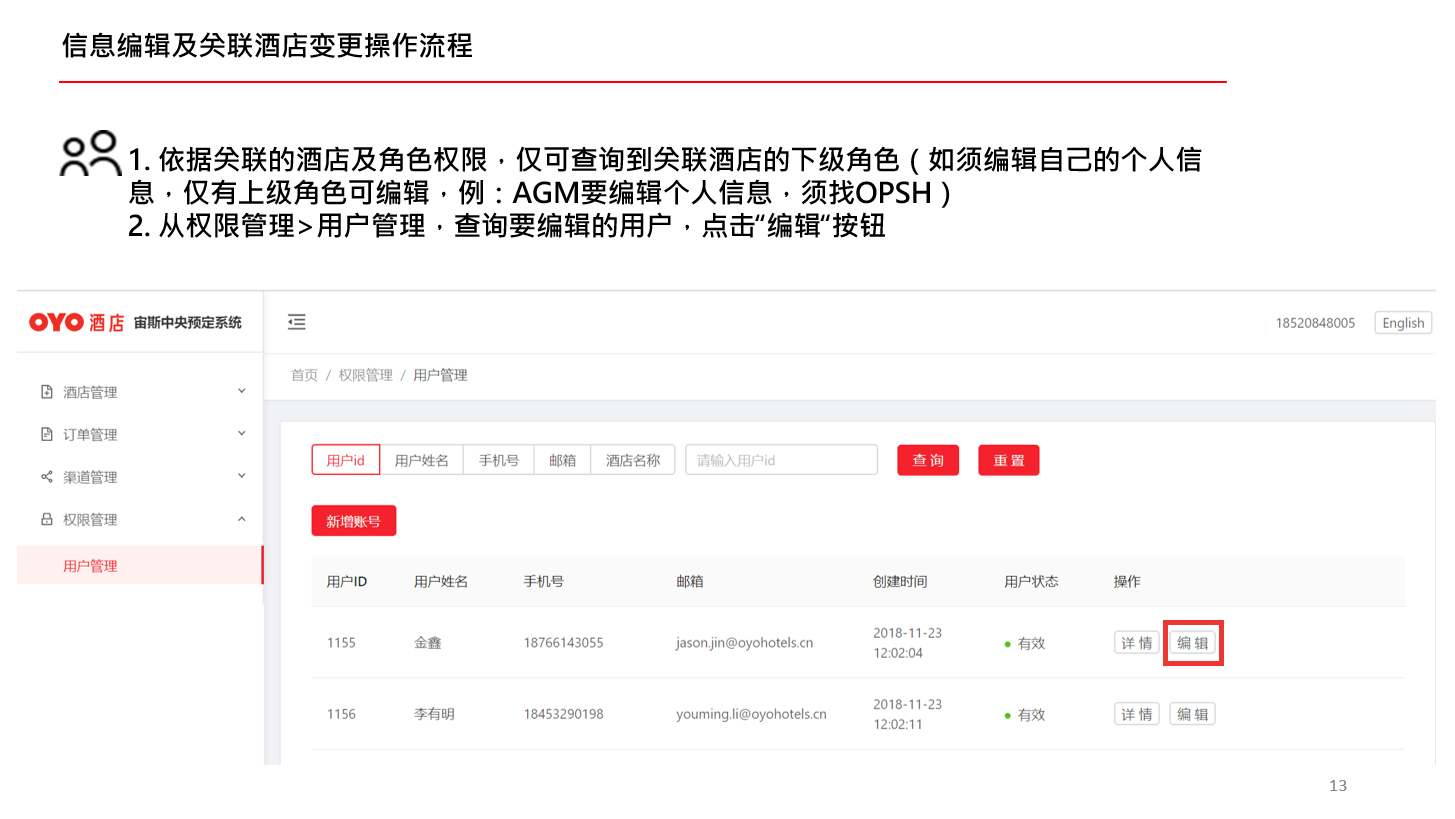 信息编辑及关联酒店变更操作流程
1. 依据关联的酒店及角色权限，仅可查询到关联酒店的下级角色（如须编辑自己的个人信
息，仅有上级角色可编辑，例：AGM要编辑个人信息，须找OPSH）
2. 从权限管理>用户管理，查询要编辑的用户，点击“编辑“按钮
OYO 酒店 宙斯中央预定系统
18520848005 English
首页 / 权限管理 / 用户管理
酒店管理
订单管理
渠道管理
权限管理
用户管理
用户id 用户姓名 手机号 邮箱 酒店名称 请输入用户id 查 询 重 置
新增账号
用户ID 用户姓名 手机号 邮箱 创建时间 用户状态 操作
1155 金鑫 18766143055 jason.jin@oyohotels.cn 2018-11-23 12:02:04 有效 详 情 编 辑
1156 李有明 18453290198 youming.li@oyohotels.cn 2018-11-23 12:02:11 有效 详 情 编 辑
13